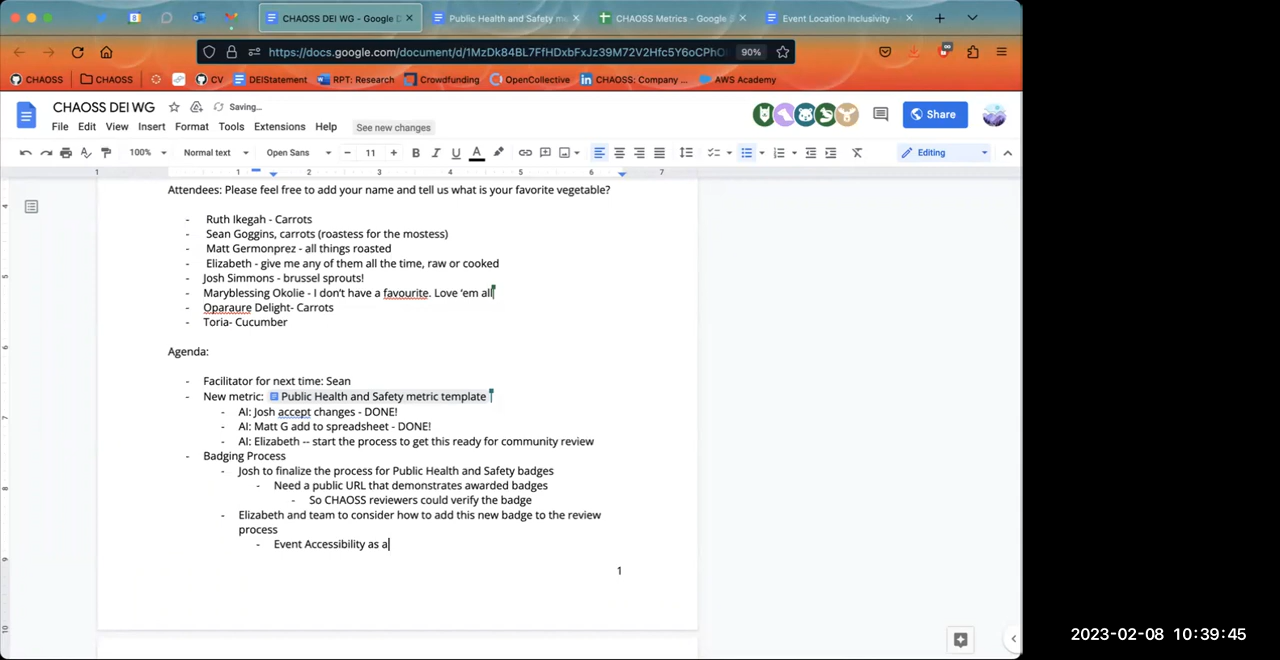 CHAOSS DEI WG - Google D
Public Health and Safety m
CHAOSS Metrics - Google
Event Location Inclusivity -
https://docs.google.com/document/d/1MzDk84BL7FfHDxbFxJz39M72V2Hfc5Y6oCPhO
90%
CHAOSS
CHAOSS
CV
DEIStatement
RPT: Research
Crowdfunding
OpenCollective
CHAOSS: Company ...
AWS Academy
CHAOSS DEI WG
Saving...
File Edit View Insert Format Tools Extensions Help
See new changes
Share
100%
Normal text
Open Sans
11
Editing
1 1 2 3 4 5 6 7
Attendees: Please feel free to add your name and tell us what is your favorite vegetable?
- Ruth Ikegah - Carrots
- Sean Goggins, carrots (roastess for the mostess)
- Matt Germonprez - all things roasted
- Elizabeth - give me any of them all the time, raw or cooked
- Josh Simmons - brussel sprouts!
- Maryblessing Okolie - I don't have a favourite. Love 'em all
- Oparaure Delight- Carrots
- Toria- Cucumber
Agenda:
- Facilitator for next time: Sean
- New metric: Public Health and Safety metric template
- AI: Josh accept changes - DONE!
- AI: Matt G add to spreadsheet - DONE!
- AI: Elizabeth -- start the process to get this ready for community review
- Badging Process
- Josh to finalize the process for Public Health and Safety badges
- Need a public URL that demonstrates awarded badges
- So CHAOSS reviewers could verify the badge
- Elizabeth and team to consider how to add this new badge to the review
process
- Event Accessibility as a
1
2023-02-08 10:39:45